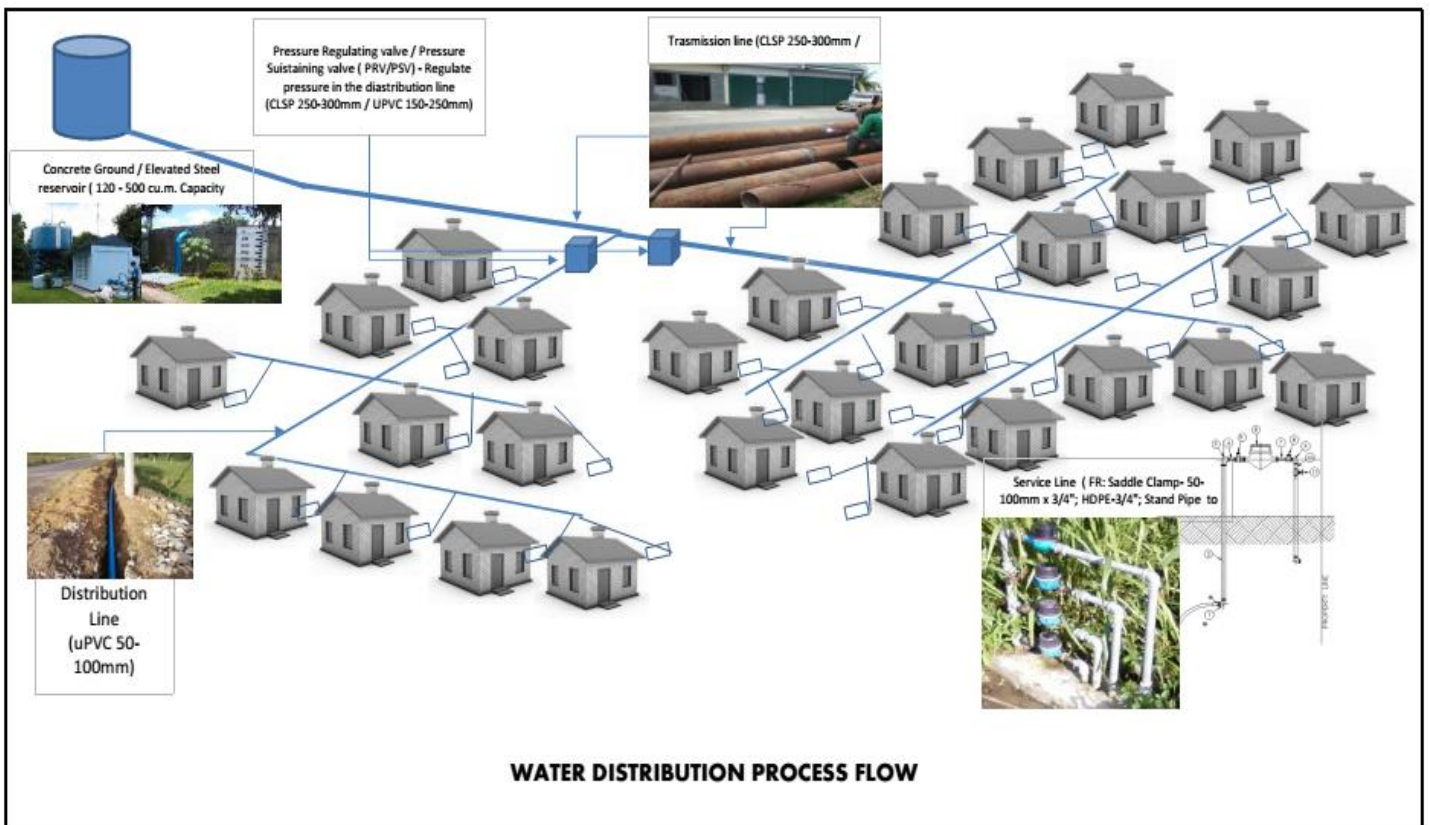 Pressure Regulating valve / Pressure
Suistaining valve ( PRV/PSV) - Regulate
pressure in the diastribution line
(CLSP 250-300mm / UPVC 150-250mm)
Trasmission line (CLSP 250-300mm /
Concrete Ground / Elevated Steel
reservoir ( 120 - 500 cu.m. Capacity
Distribution
Line
(uPVC 50-
100mm)
Service Line ( FR: Saddle Clamp- 50-
100mm x 3/4"; HDPE-3/4"; Stand Pipe to
PROPERTY LINE
WATER DISTRIBUTION PROCESS FLOW